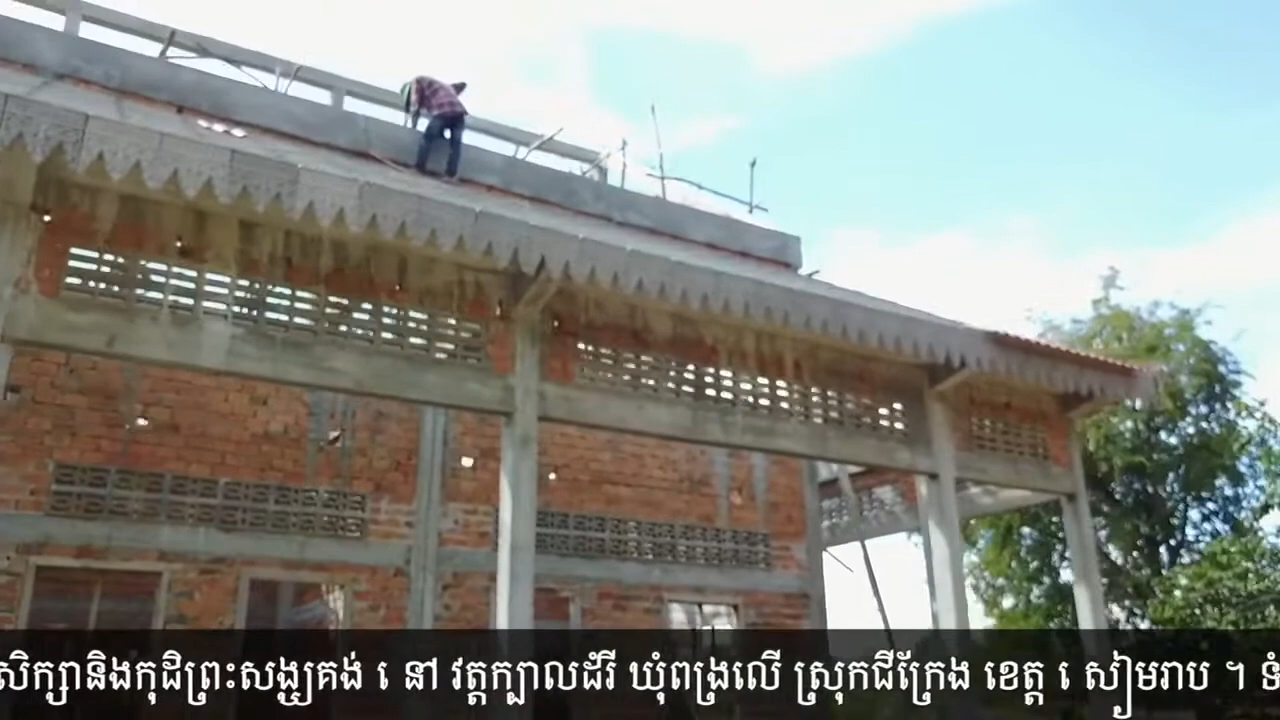 សិក្សានិងកុដិព្រះសង្ឃគង់ េ នៅ វត្តក្បាលដំរី ឃុំពង្រលើ ស្រុកជីក្រែង ខេត្ត េ សៀមរាប ។ ទំ